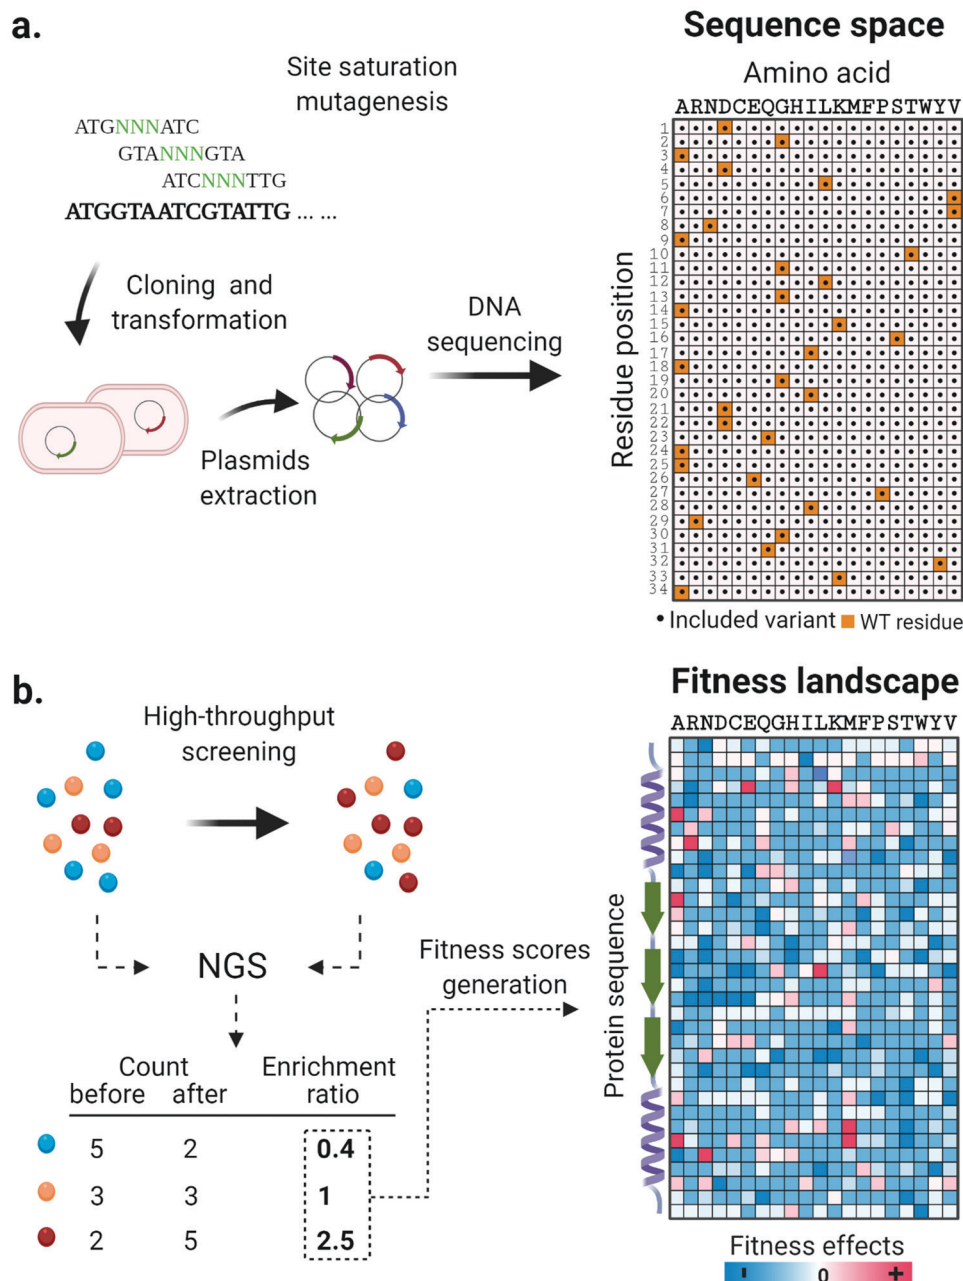 a.
Site saturation
mutagenesis
ATGNNNATC
GTANNNGTA
ATCNNNTTG
ATGGTAATCGTATTG ... ...
Cloning and
transformation
Plasmids
extraction
DNA
sequencing
Sequence space
Amino acid
ARNDCEQGHILKMFPSTWYV
Residue position
1
2
3
4
5
6
7
8
9
10
11
12
13
14
15
16
17
18
19
20
21
22
23
24
25
26
27
28
29
30
31
32
33
34
• Included variant WT residue
b.
High-throughput
screening
NGS
Count
before after
Enrichment
ratio
5 2 0.4
3 3 1
2 5 2.5
Fitness scores
generation
Fitness landscape
ARNDCEQGHILKMFPSTWYV
Protein sequence
Fitness effects
- 0 +